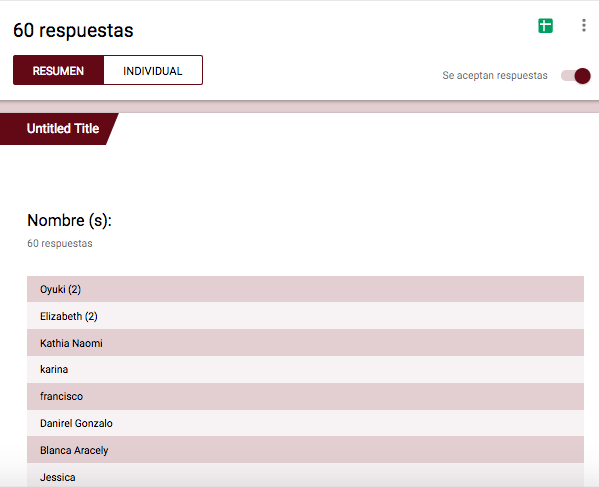 60 respuestas
RESUMEN INDIVIDUAL
Se aceptan respuestas
Untitled Title
Nombre (s):
60 respuestas
Oyuki (2)
Elizabeth (2)
Kathia Naomi
karina
francisco
Danirel Gonzalo
Blanca Aracely
Jessica